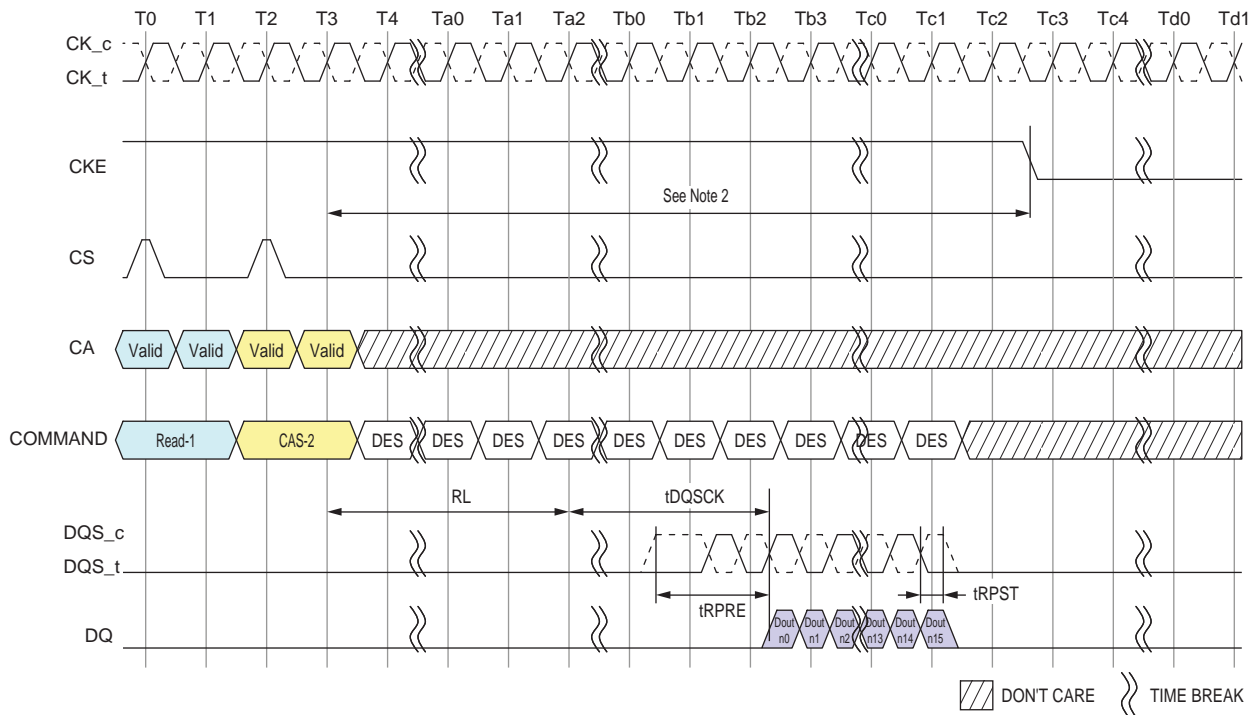 T0 T1 T2 T3 T4 Ta0 Ta1 Ta2 Tb0 Tb1 Tb2 Tb3 Tc0 Tc1 Tc2 Tc3 Tc4 Td0 Td1
CK_c
CK_t
CKE
See Note 2
CS
CA Valid Valid Valid Valid
COMMAND Read-1 CAS-2 DES DES DES DES DES DES DES DES DES DES
RL tDQSCK
DQS_c
DQS_t
tRPRE tRPST
DQ Dout n0 Dout n1 Dout n2 Dout n13 Dout n14 Dout n15
DON'T CARE TIME BREAK